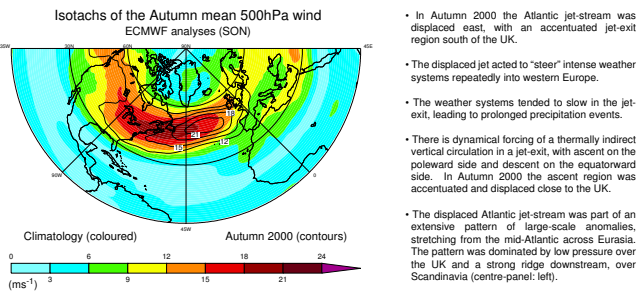 Isotachs of the Autumn mean 500hPa wind
ECMWF analyses (SON)
35W
30N
80N
30N
45E
90W
45W
0
18
21
15
12
Climatology (coloured)
Autumn 2000 (contours)
0
6
12
18
24
3
9
15
21
(ms-1)
• In Autumn 2000 the Atlantic jet-stream was
displaced east, with an accentuated jet-exit
region south of the UK.
• The displaced jet acted to “steer” intense weather
systems repeatedly into western Europe.
• The weather systems tended to slow in the jet-
exit, leading to prolonged precipitation events.
• There is dynamical forcing of a thermally indirect
vertical circulation in a jet-exit, with ascent on the
poleward side and descent on the equatorward
side. In Autumn 2000 the ascent region was
accentuated and displaced close to the UK.
• The displaced Atlantic jet-stream was part of an
extensive pattern of large-scale anomalies,
stretching from the mid-Atlantic across Eurasia.
The pattern was dominated by low pressure over
the UK and a strong ridge downstream, over
Scandinavia (centre-panel: left).